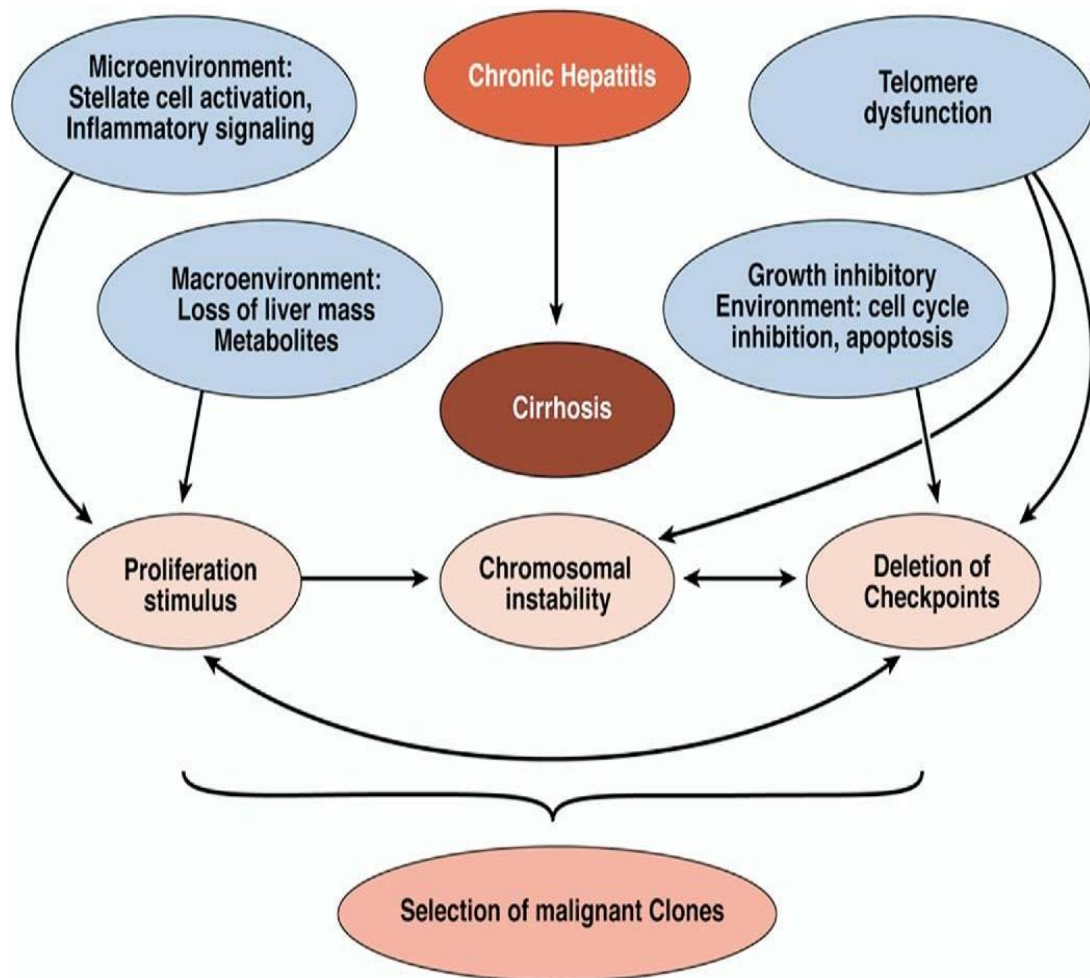 Microenvironment:
Stellate cell activation,
Inflammatory signaling
Chronic Hepatitis
Telomere
dysfunction
Macroenvironment:
Loss of liver mass
Metabolites
Growth inhibitory
Environment: cell cycle
inhibition, apoptosis
Cirrhosis
Proliferation
stimulus
Chromosomal
instability
Deletion of
Checkpoints
Selection of malignant Clones